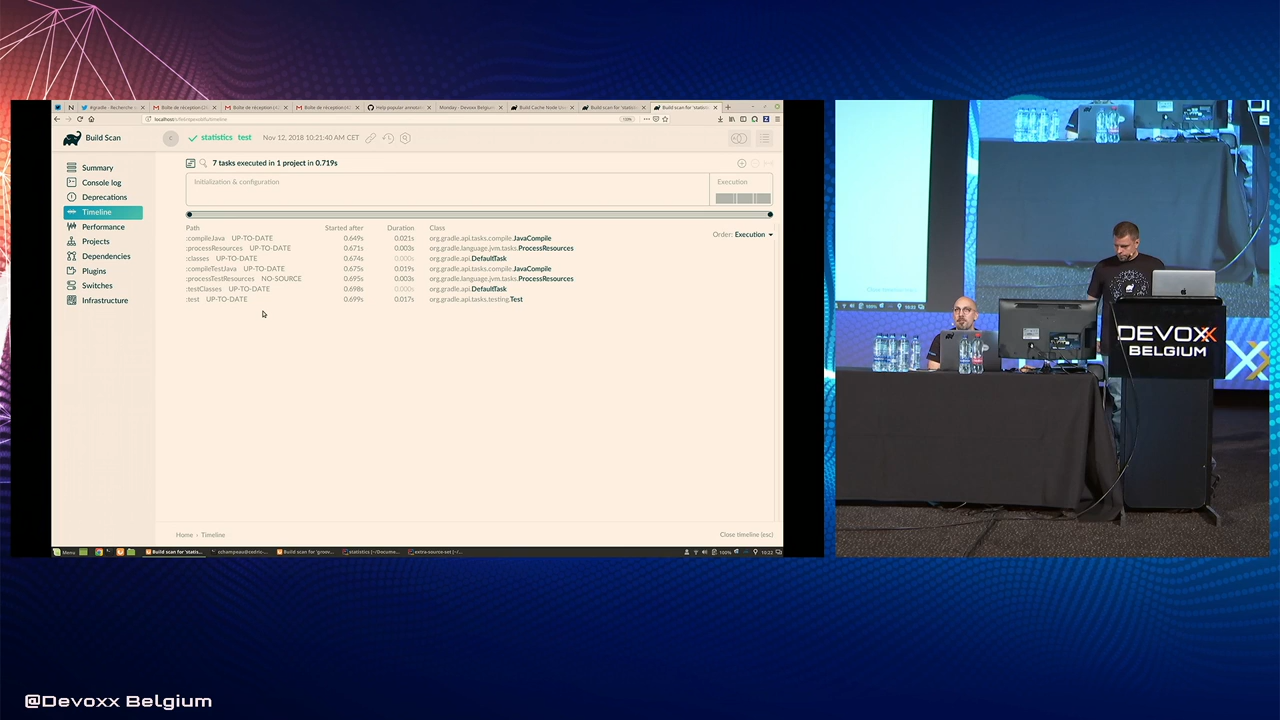 Build Scan
statistics test Nov 12, 2018 10:21:40 AM CET
Summary
Console log
Deprecations
Timeline
Performance
Projects
Dependencies
Plugins
Switches
Infrastructure
7 tasks executed in 1 project in 0.719s
Initialization & configuration
Execution
Path Started after Duration Class
Order: Execution
:compileJava UP-TO-DATE 0.649s 0.021s org.gradle.api.tasks.compile.JavaCompile
:processResources UP-TO-DATE 0.671s 0.003s org.gradle.language.jvm.tasks.ProcessResources
:classes UP-TO-DATE 0.674s 0.000s org.gradle.api.DefaultTask
:compileTestJava UP-TO-DATE 0.675s 0.019s org.gradle.api.tasks.compile.JavaCompile
:processTestResources NO-SOURCE 0.695s 0.003s org.gradle.language.jvm.tasks.ProcessResources
:testClasses UP-TO-DATE 0.698s 0.000s org.gradle.api.DefaultTask
:test UP-TO-DATE 0.699s 0.017s org.gradle.api.tasks.testing.Test
Home › Timeline
Close timeline (esc)
Menu
100%
10:22
DEVOXX
BELGIUM
@Devoxx Belgium